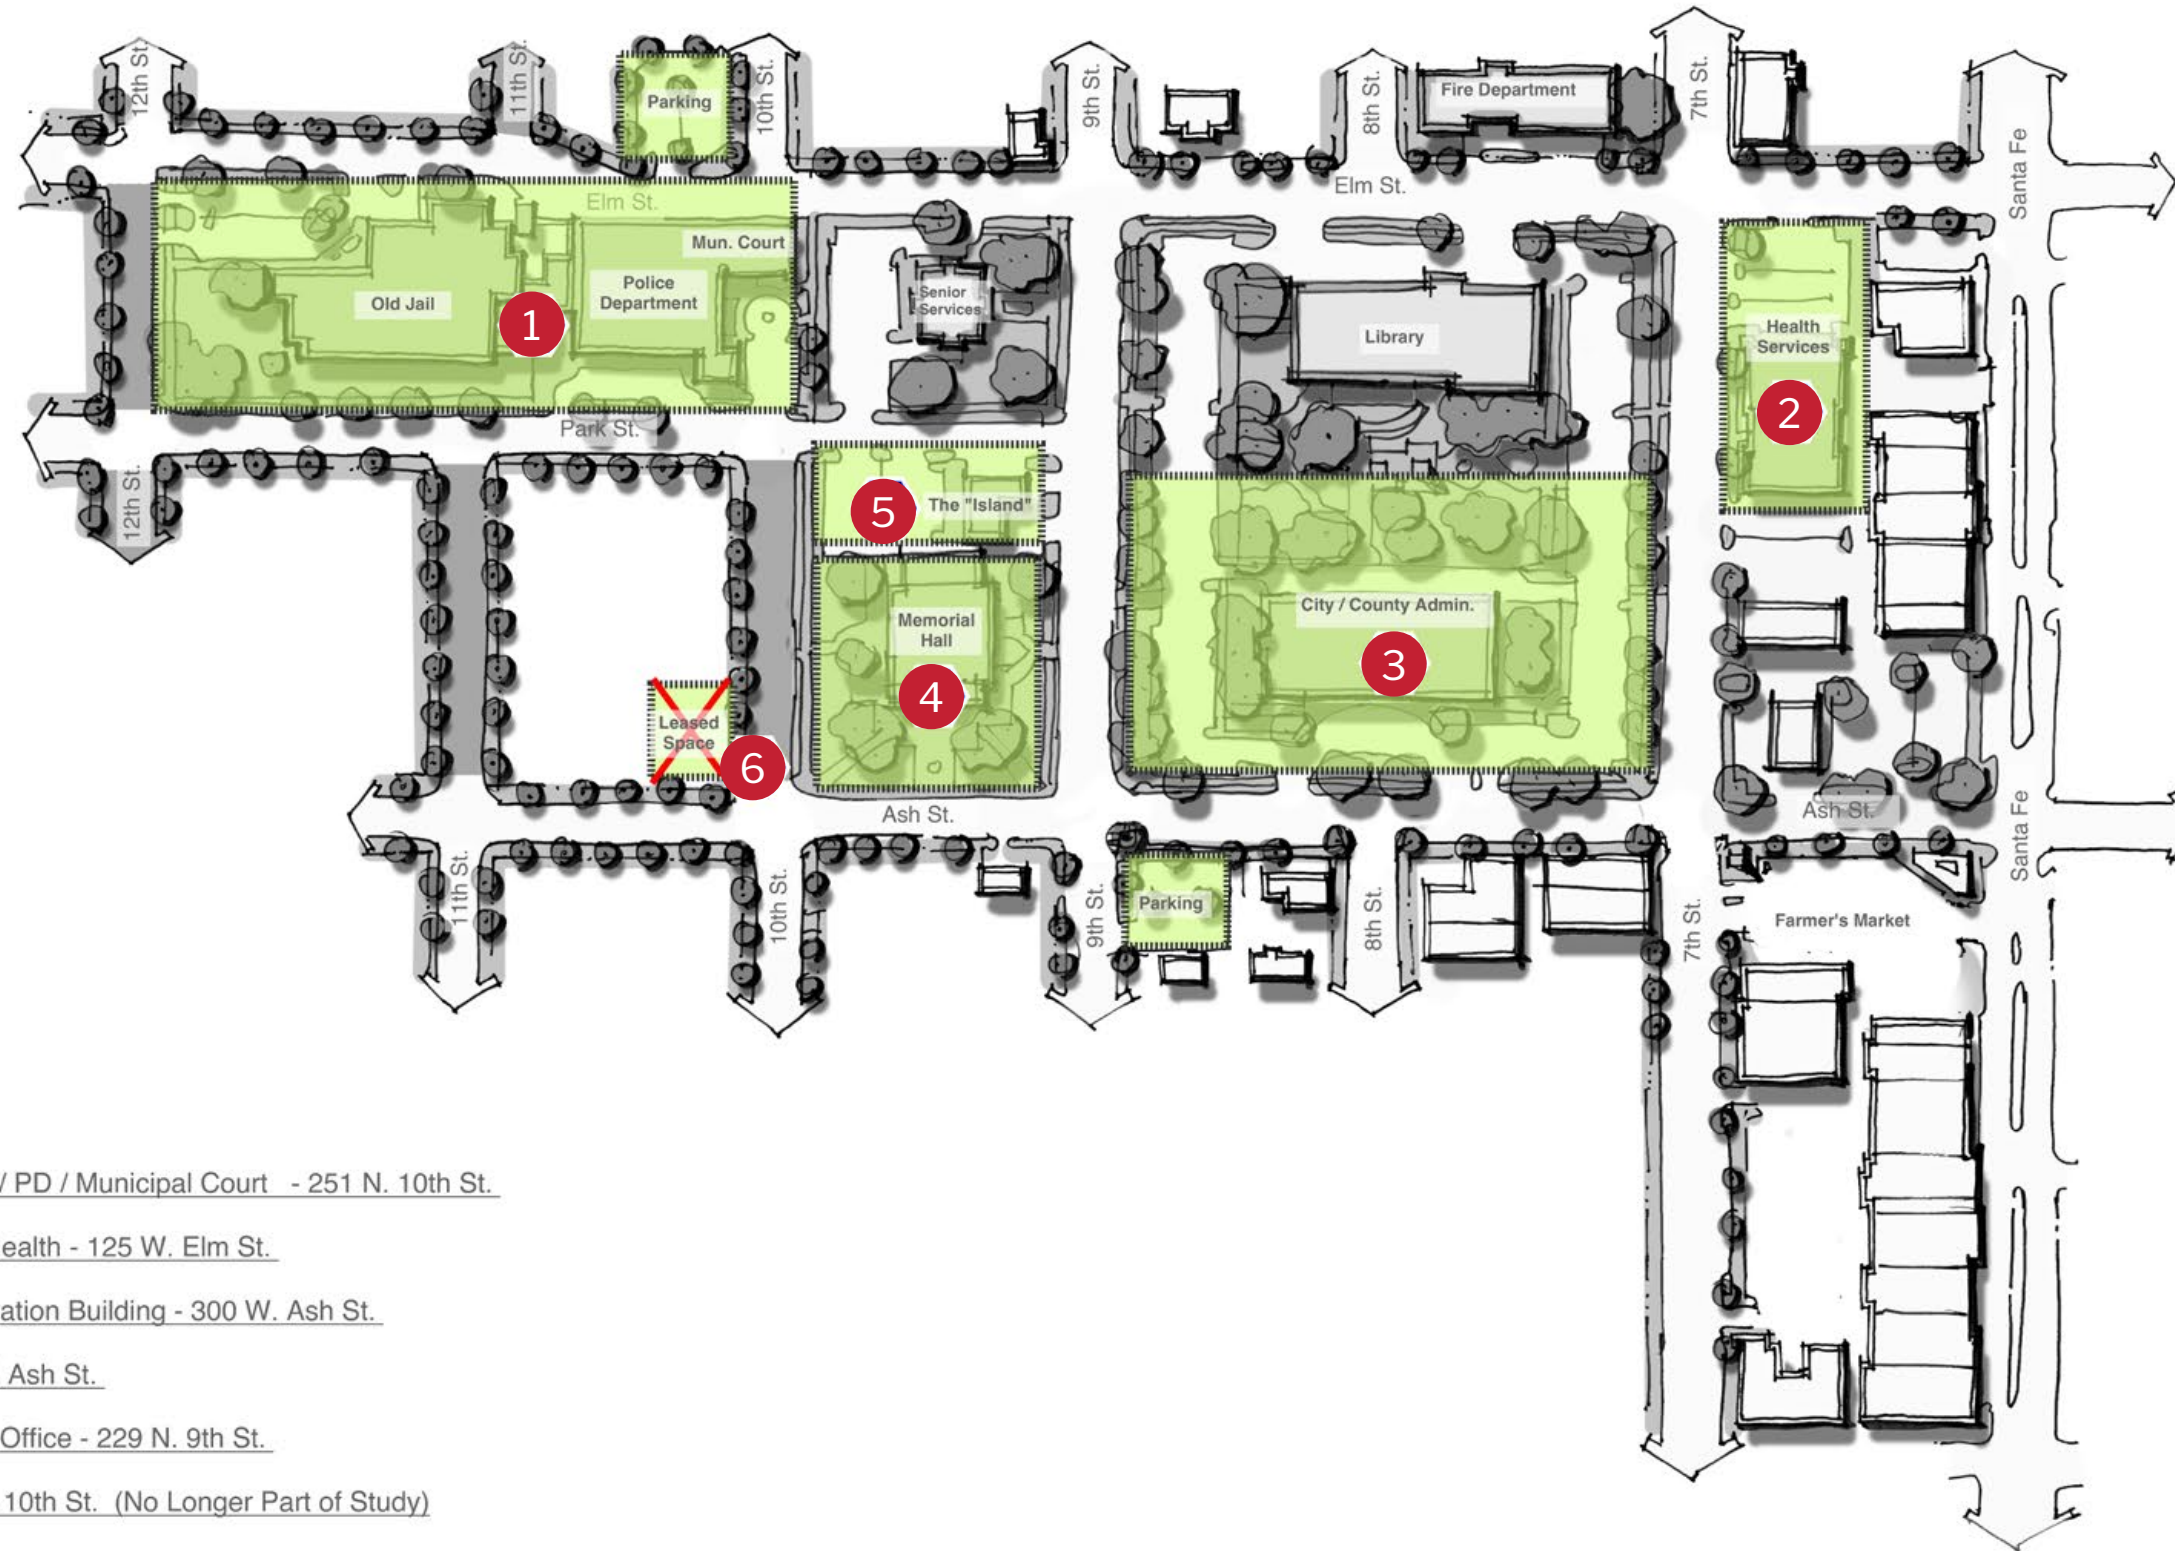 12th St.
11th St.
Parking
10th St.
9th St.
8th St.
Fire Department
7th St.
Santa Fe
Elm St.
Elm St.
Mun. Court
Old Jail
Police
Department
1
Senior
Services
Library
Health
Services
2
Park St.
12th St.
5
The "Island"
Memorial
Hall
4
City / County Admin.
3
Leased
Space
6
Ash St.
Ash St.
Santa Fe
11th St.
10th St.
9th St.
Parking
8th St.
7th St.
Farmer's Market
/ PD / Municipal Court - 251 N. 10th St.
ealth - 125 W. Elm St.
ation Building - 300 W. Ash St.
Ash St.
Office - 229 N. 9th St.
10th St. (No Longer Part of Study)